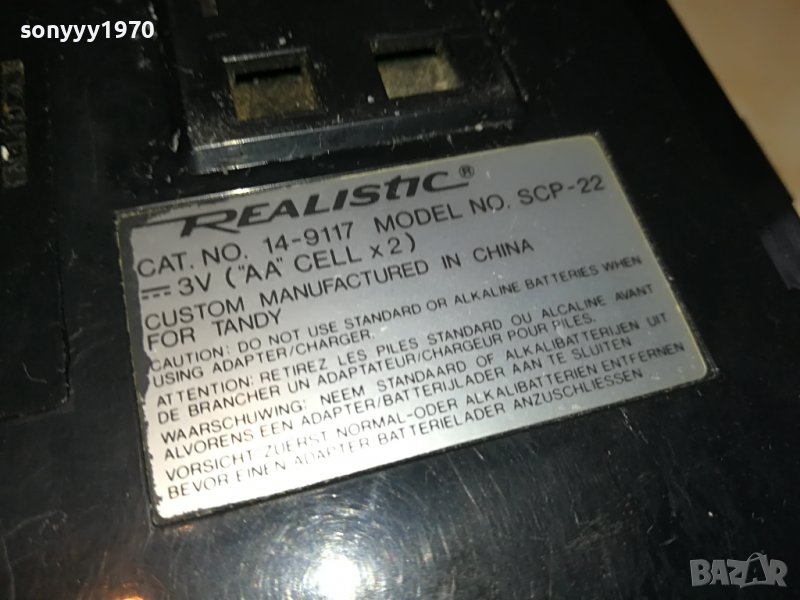 sonyyy1970
REALISTIC®
CAT. NO. 14-9117 MODEL NO. SCP-22
3V ("AA" CELL x 2)
CUSTOM MANUFACTURED IN CHINA
FOR TANDY
CAUTION: DO NOT USE STANDARD OR ALKALINE BATTERIES WHEN
USING ADAPTER/CHARGER.
ATTENTION: RETIREZ LES PILES STANDARD OU ALCALINE AVANT
DE BRANCHER UN ADAPTATEUR/CHARGEUR POUR PILES.
WAARSCHUWING: NEEM STANDAARD OF ALKALIBATTERIJEN UIT
ALVORENS EEN ADAPTER/BATTERIJLADER AAN TE SLUITEN
VORSICHT: ZUERST NORMAL-ODER ALKALIBATTERIEN ENTFERNEN
BEVOR EINEN ADAPTER BATTERIELADER ANZUSCHLIESSEN
BAZAR